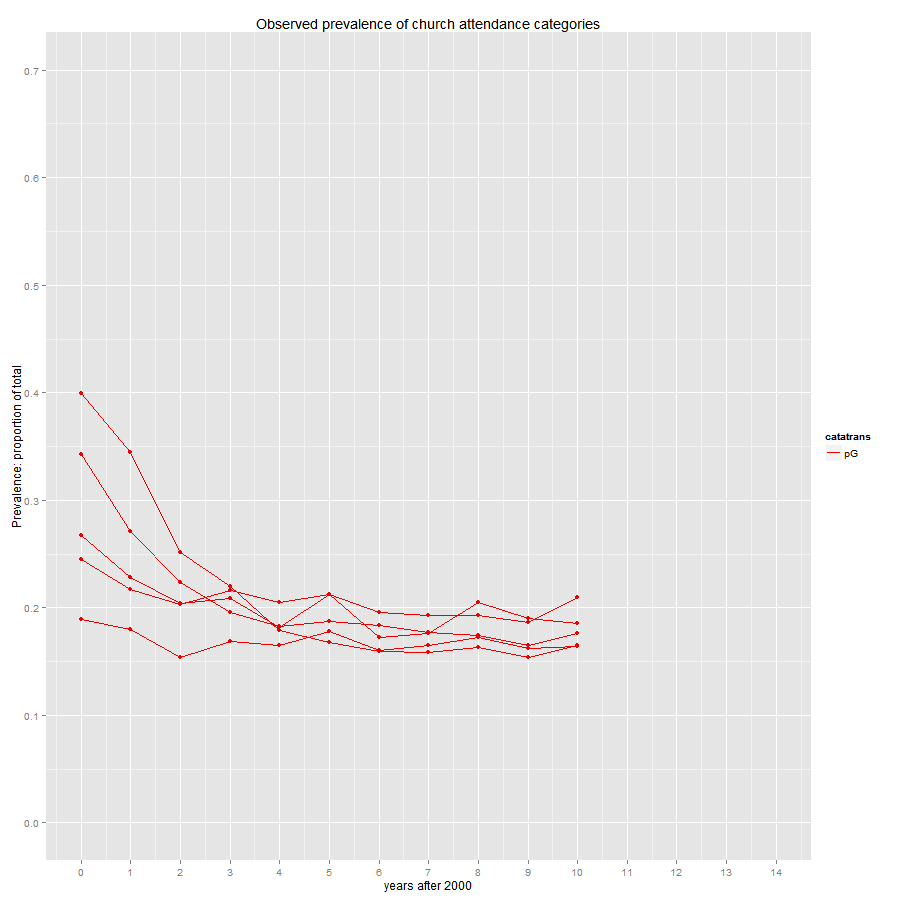 Observed prevalence of church attendance categories
0.7
0.6
0.5
0.4
0.3
0.2
0.1
0.0
Prevalence: proportion of total
0 1 2 3 4 5 6 7 8 9 10 11 12 13 14
years after 2000
catatrans
pG